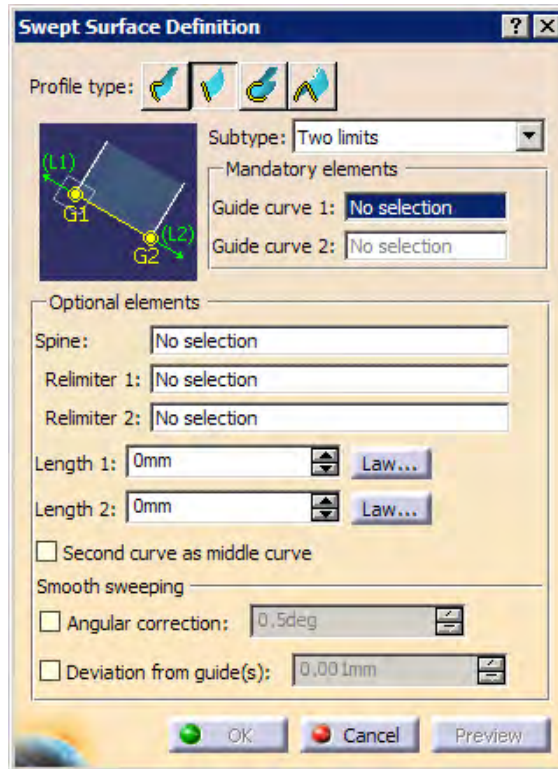 Swept Surface Definition
Profile type:
Subtype: Two limits
Mandatory elements
Guide curve 1: No selection
Guide curve 2: No selection
(L1)
G1
G2
(L2)
Optional elements
Spine: No selection
Relimiter 1: No selection
Relimiter 2: No selection
Length 1: 0mm Law...
Length 2: 0mm Law...
Second curve as middle curve
Smooth sweeping
Angular correction: 0,5deg
Deviation from guide(s): 0,001mm
OK Cancel Preview